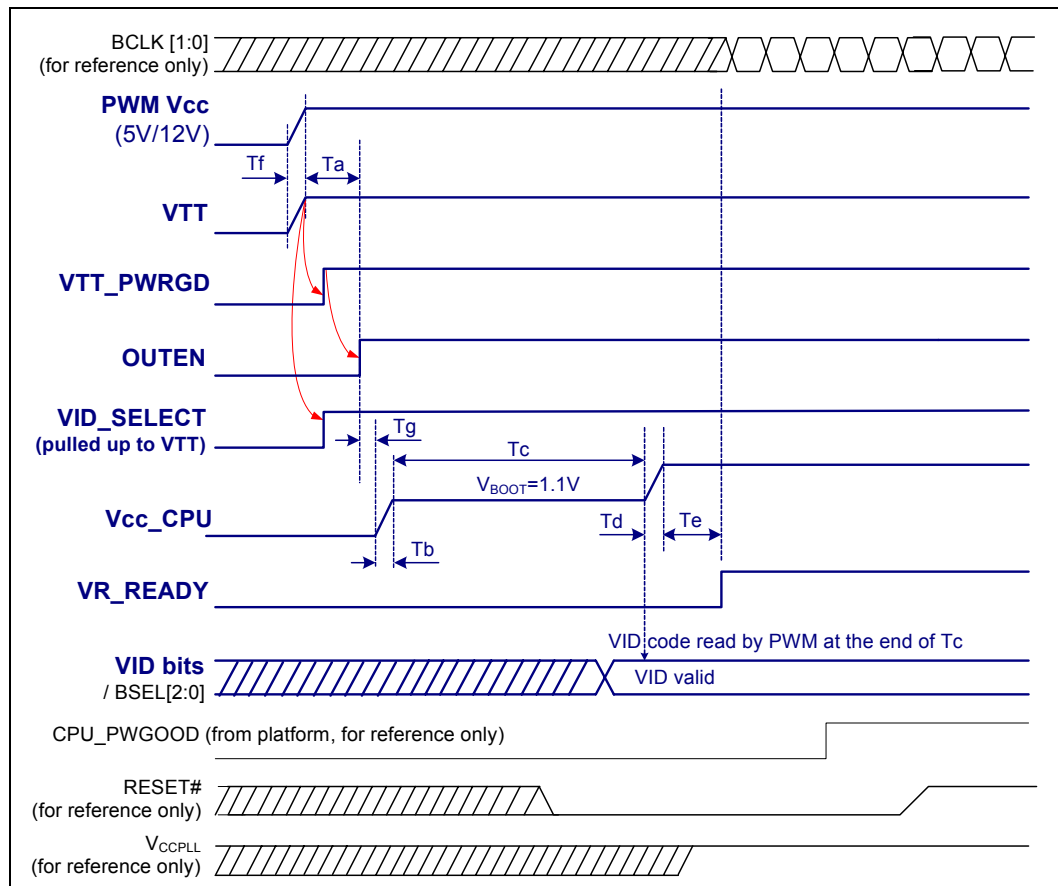 BCLK [1:0]
(for reference only)
PWM Vcc
(5V/12V)
Tf
Ta
VTT
VTT_PWRGD
OUTEN
VID_SELECT
(pulled up to VTT)
Tg
Tc
VBOOT=1.1V
Vcc_CPU
Td
Te
Tb
VR_READY
VID code read by PWM at the end of Tc
VID bits
/ BSEL[2:0]
VID valid
CPU_PWGOOD (from platform, for reference only)
RESET#
(for reference only)
VCCPLL
(for reference only)